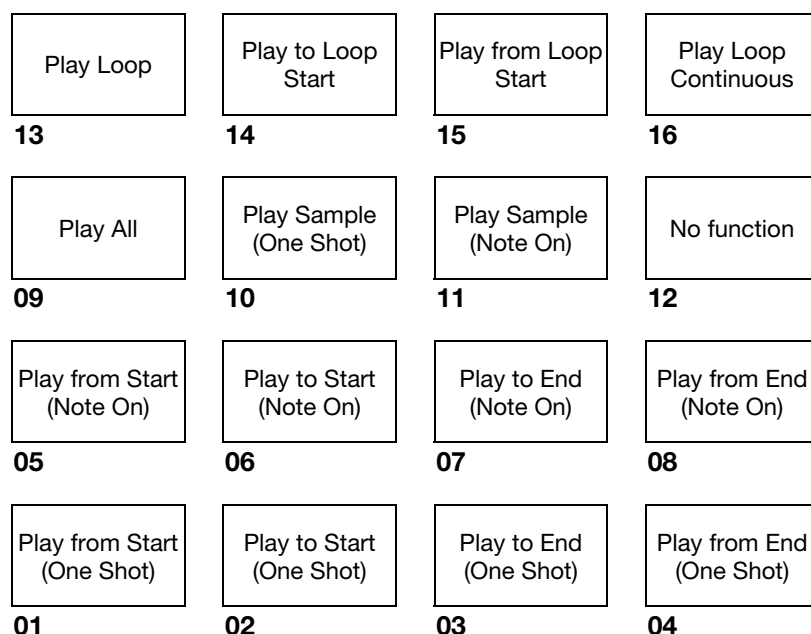 Play Loop
Play to Loop
Start
Play from Loop
Start
Play Loop
Continuous
13
14
15
16
Play All
Play Sample
(One Shot)
Play Sample
(Note On)
No function
09
10
11
12
Play from Start
(Note On)
Play to Start
(Note On)
Play to End
(Note On)
Play from End
(Note On)
05
06
07
08
Play from Start
(One Shot)
Play to Start
(One Shot)
Play to End
(One Shot)
Play from End
(One Shot)
01
02
03
04